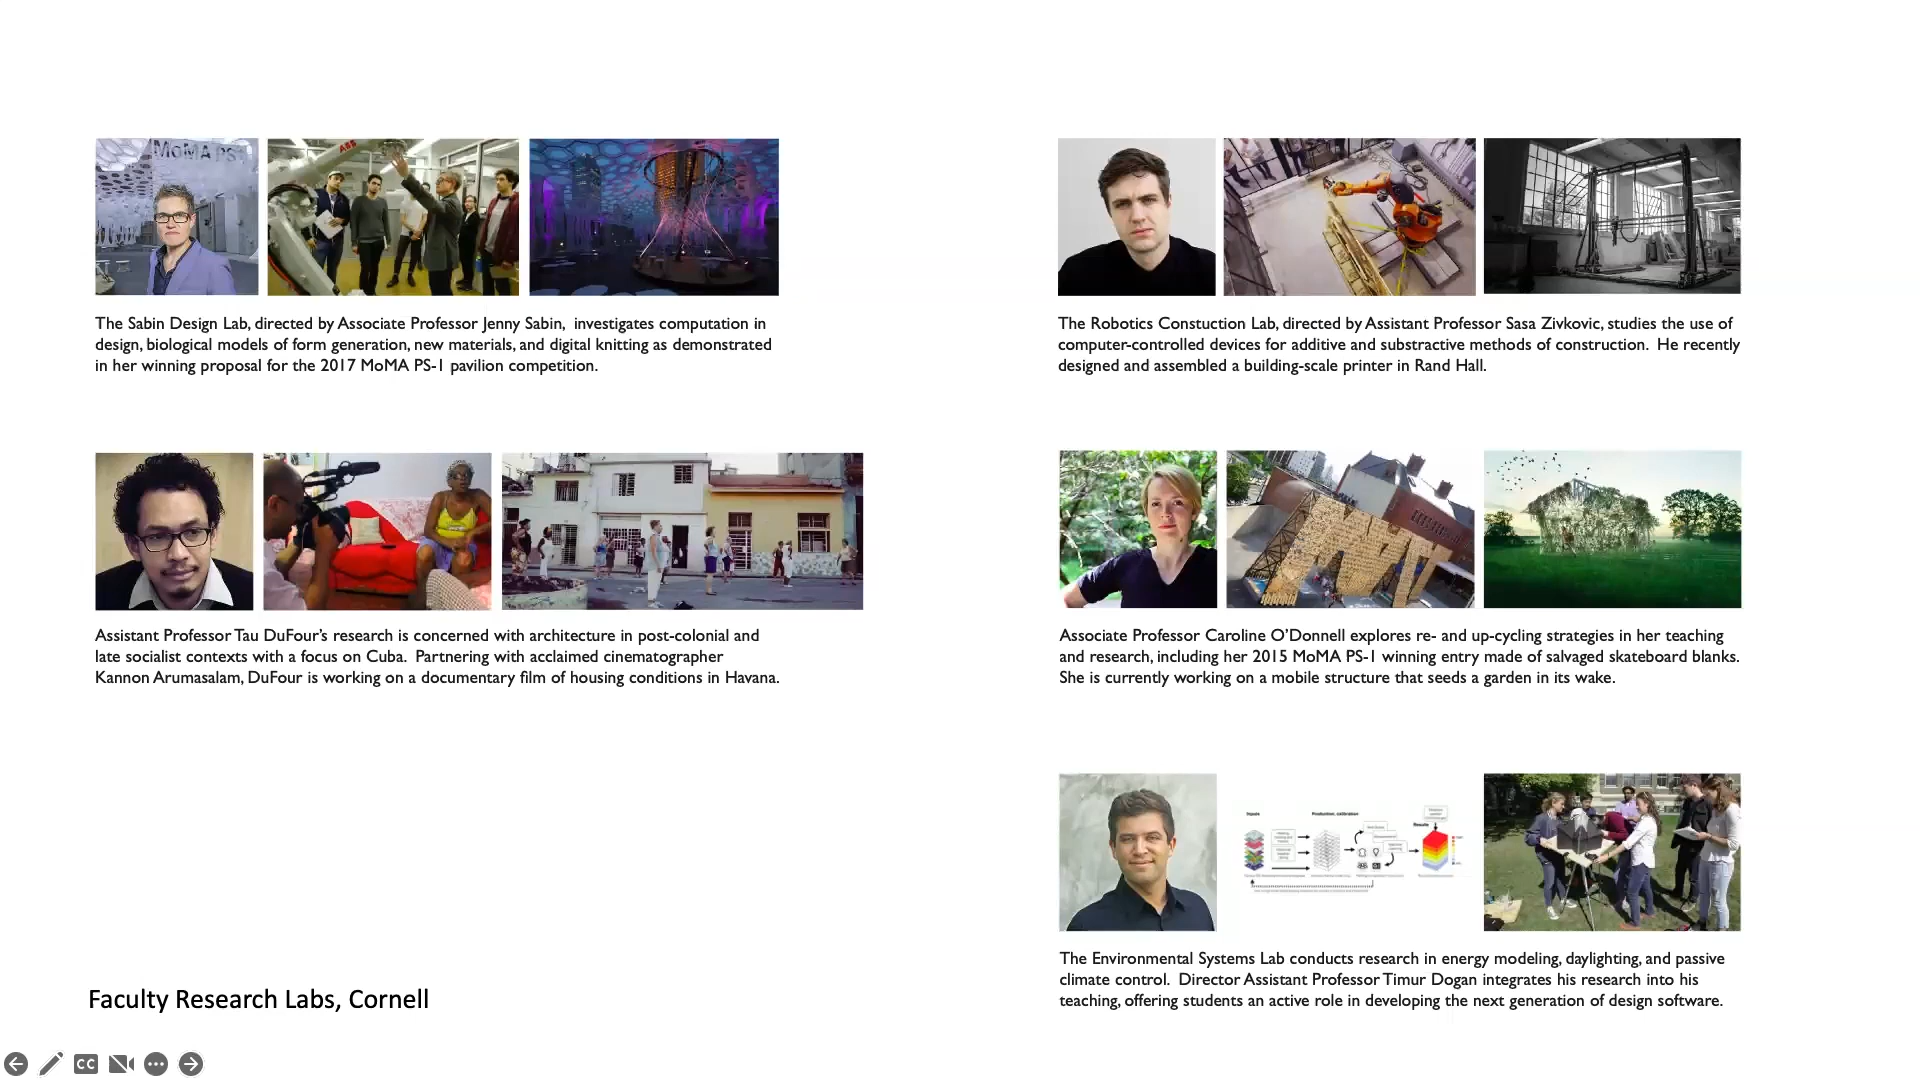 MoMA PS1
ABB
The Sabin Design Lab, directed by Associate Professor Jenny Sabin, investigates computation in
design, biological models of form generation, new materials, and digital knitting as demonstrated
in her winning proposal for the 2017 MoMA PS-1 pavilion competition.
The Robotics Constuction Lab, directed by Assistant Professor Sasa Zivkovic, studies the use of
computer-controlled devices for additive and substractive methods of construction. He recently
designed and assembled a building-scale printer in Rand Hall.
Assistant Professor Tau DuFour’s research is concerned with architecture in post-colonial and
late socialist contexts with a focus on Cuba. Partnering with acclaimed cinematographer
Kannon Arumasalam, DuFour is working on a documentary film of housing conditions in Havana.
Associate Professor Caroline O’Donnell explores re- and up-cycling strategies in her teaching
and research, including her 2015 MoMA PS-1 winning entry made of salvaged skateboard blanks.
She is currently working on a mobile structure that seeds a garden in its wake.
Inputs
Production, calibration
Results
The Environmental Systems Lab conducts research in energy modeling, daylighting, and passive
climate control. Director Assistant Professor Timur Dogan integrates his research into his
teaching, offering students an active role in developing the next generation of design software.
Faculty Research Labs, Cornell
CC